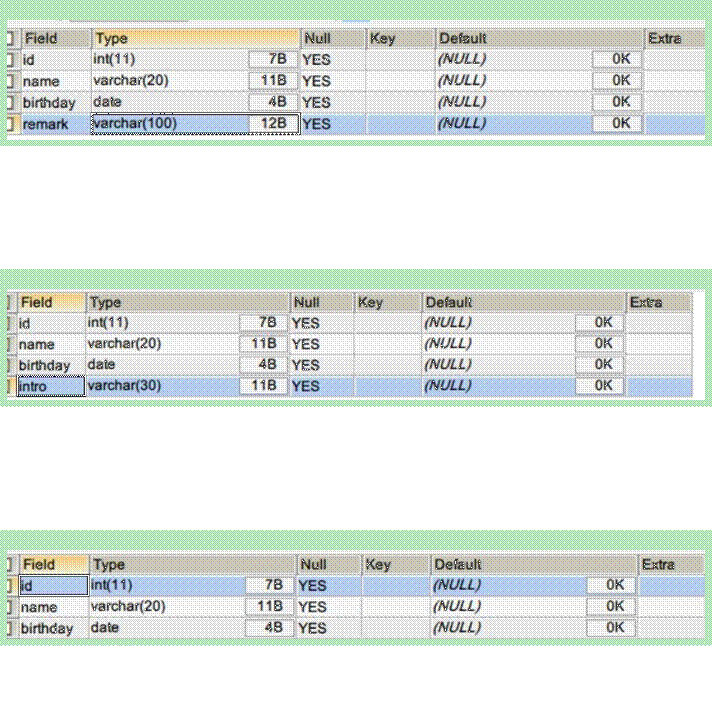 Field Type Null Key Default Extra
id int(11) 7B YES (NULL) 0K
name varchar(20) 11B YES (NULL) 0K
birthday date 4B YES (NULL) 0K
remark varchar(100) 12B YES (NULL) 0K
Field Type Null Key Default Extra
id int(11) 7B YES (NULL) 0K
name varchar(20) 11B YES (NULL) 0K
birthday date 4B YES (NULL) 0K
intro varchar(30) 11B YES (NULL) 0K
Field Type Null Key Default Extra
id int(11) 7B YES (NULL) 0K
name varchar(20) 11B YES (NULL) 0K
birthday date 4B YES (NULL) 0K